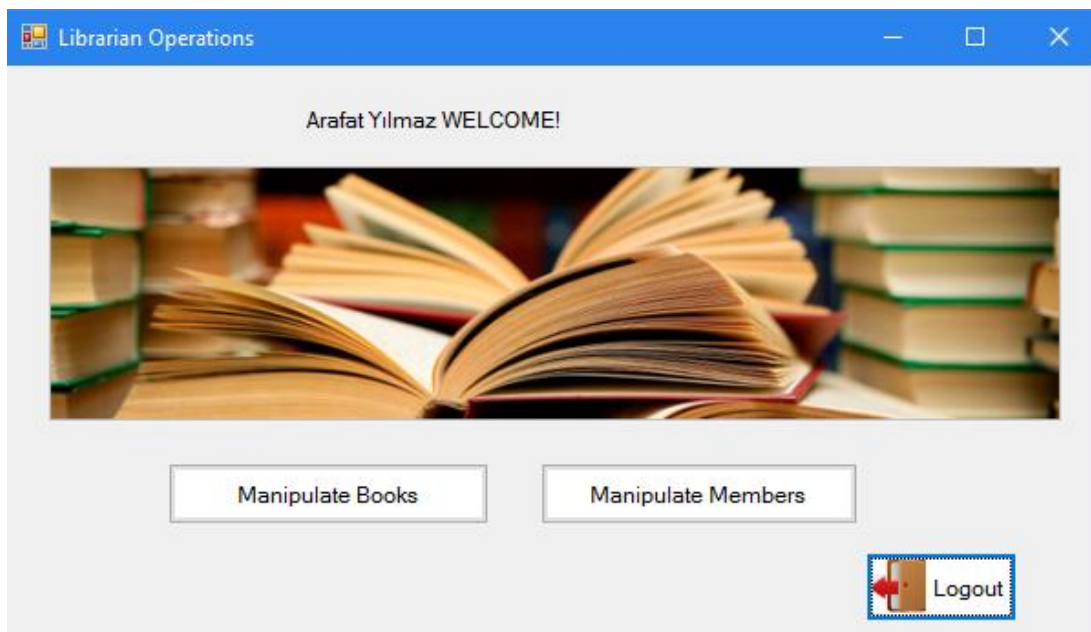 Librarian Operations
Arafat Yılmaz WELCOME!
Manipulate Books
Manipulate Members
Logout